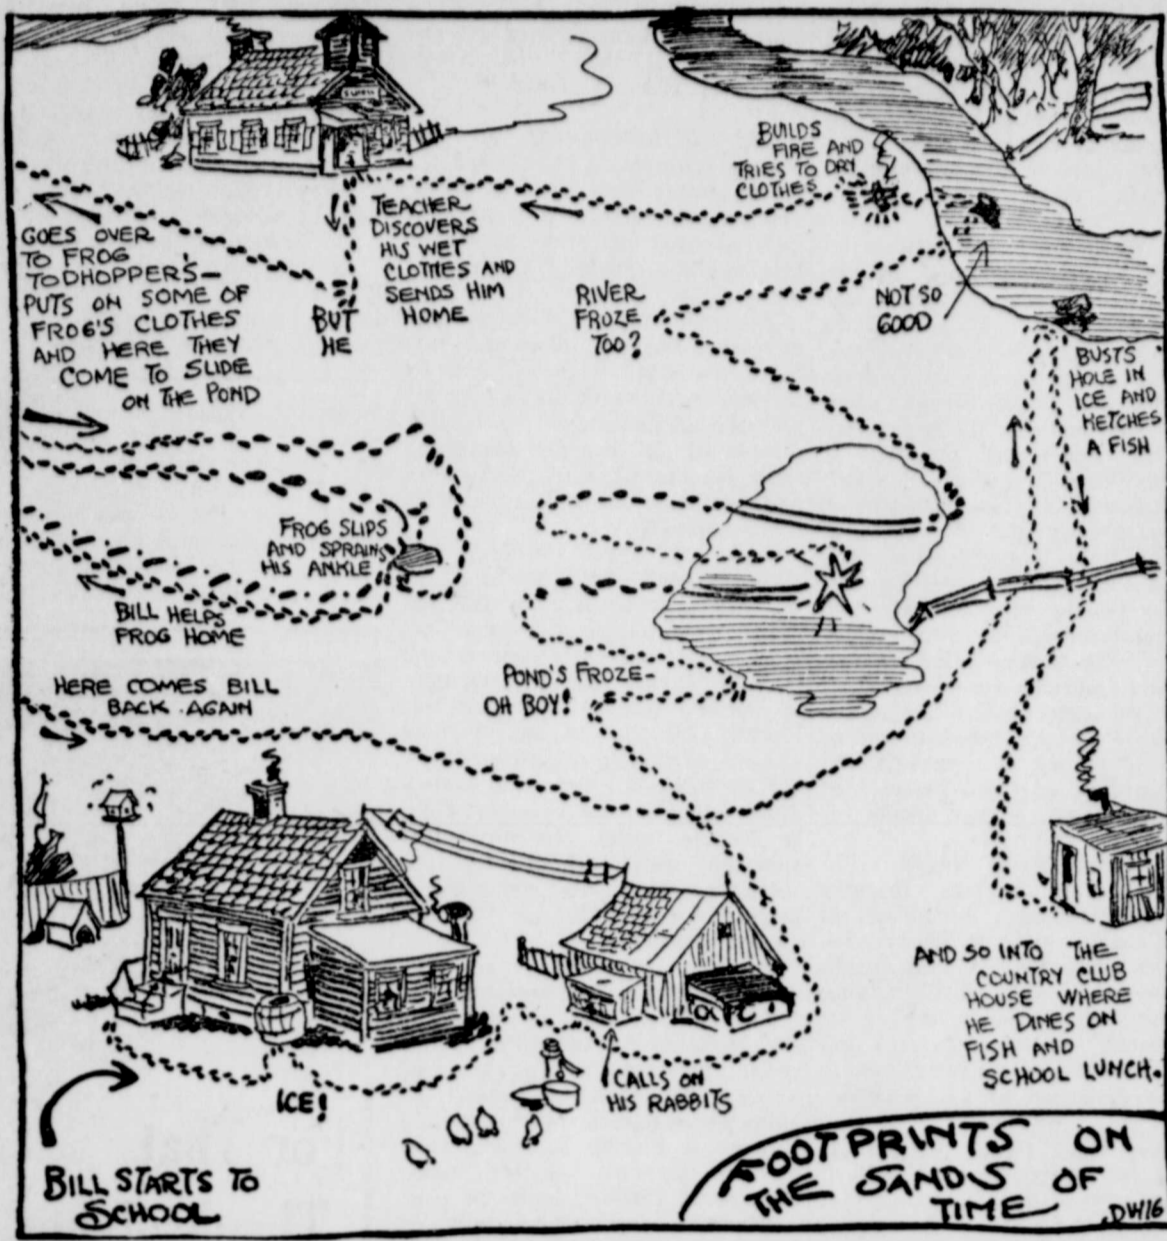 BUILDS
FIRE AND
TRIES TO DRY
CLOTHES
TEACHER
DISCOVERS
HIS WET
CLOTHES AND
SENDS HIM
HOME
GOES OVER
TO FROG
TODHOPPER'S—
PUTS ON SOME OF
FROG'S CLOTHES
AND HERE THEY
COME TO SLIDE
ON THE POND
BUT
HE
RIVER
FROZE
TOO?
NOT SO
GOOD
BUSTS
HOLE IN
ICE AND
KETCHES
A FISH
FROG SLIPS
AND SPRAINS
HIS ANKLE
BILL HELPS
FROG HOME
HERE COMES BILL
BACK AGAIN
POND'S FROZE-
OH BOY!
AND SO INTO THE
COUNTRY CLUB
HOUSE WHERE
HE DINES ON
FISH AND
SCHOOL LUNCH.
ICE!
CALLS ON
HIS RABBITS
BILL STARTS TO
SCHOOL
FOOTPRINTS ON
THE SANDS OF
TIME
DWIG